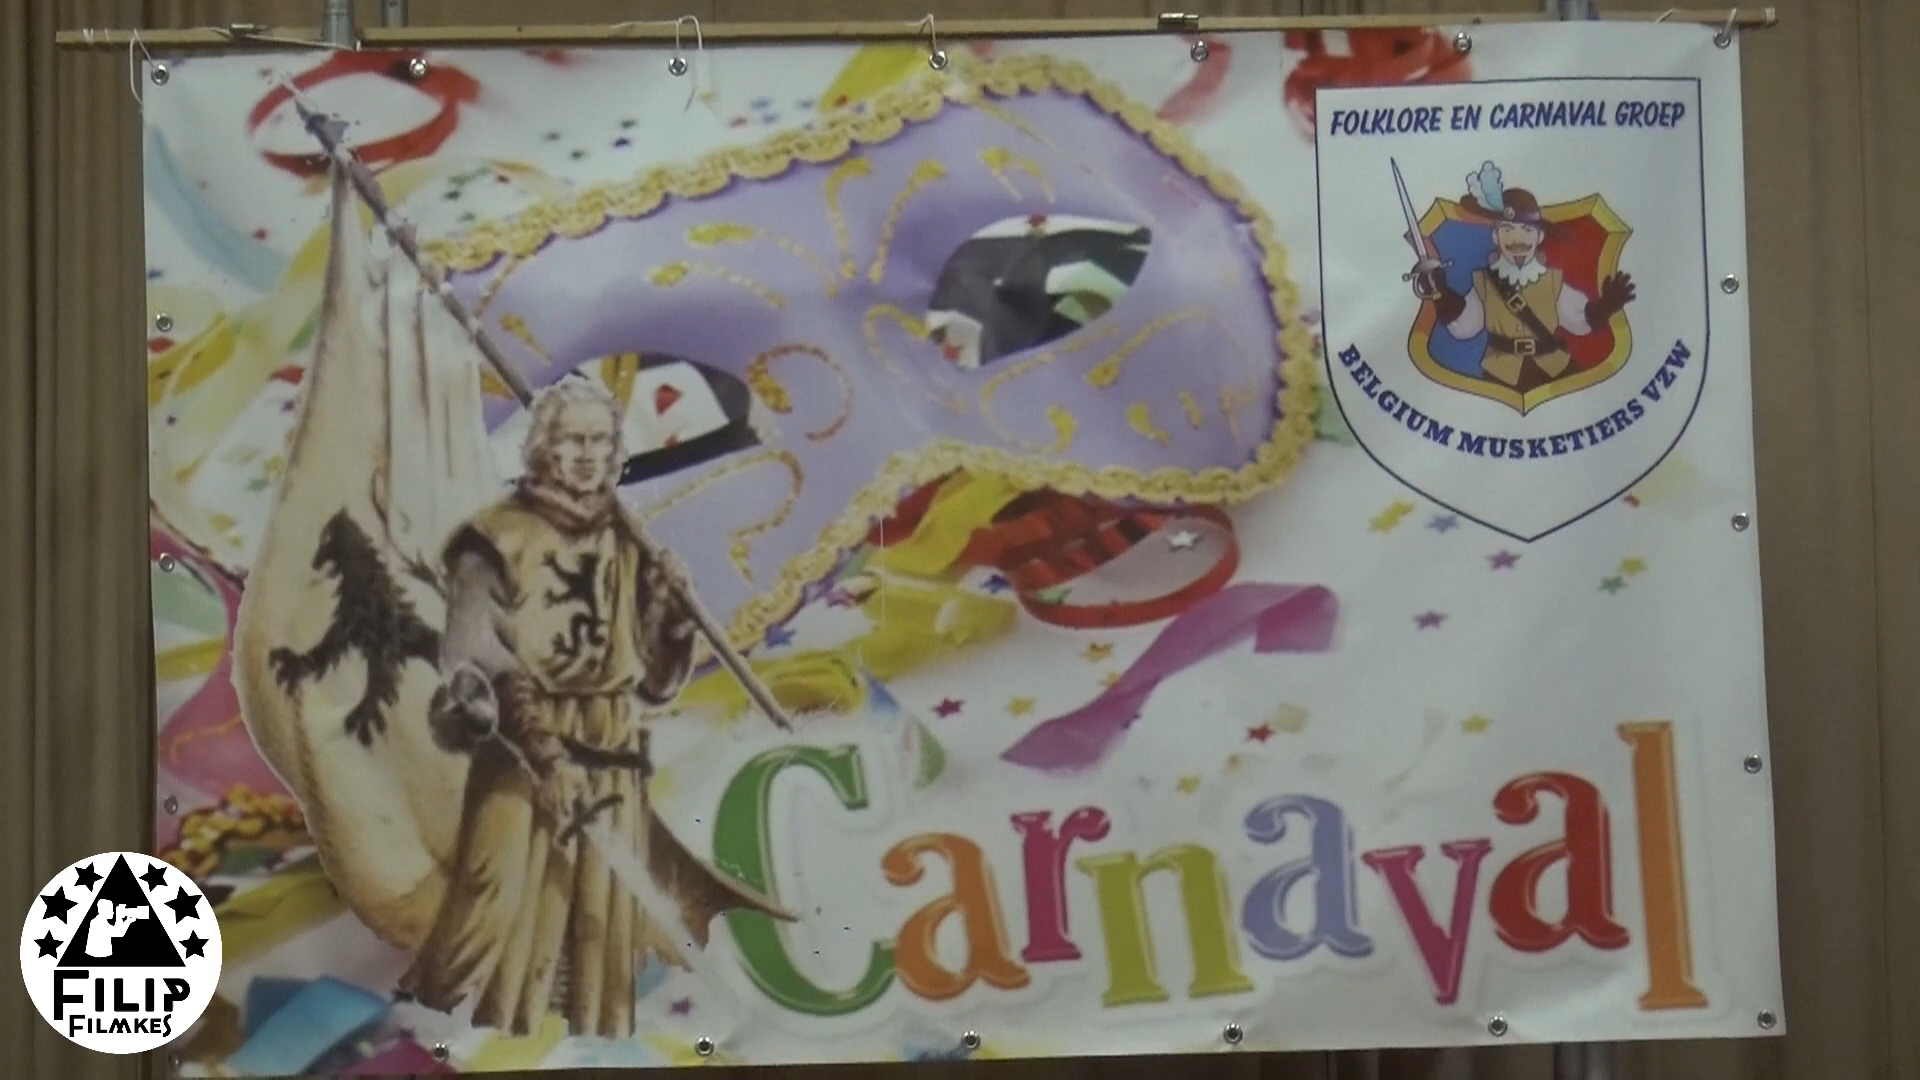 FOLKLORE EN CARNAVAL GROEP
BELGIUM MUSKETIERS VZW
Carnaval
FILIP
FILMKES